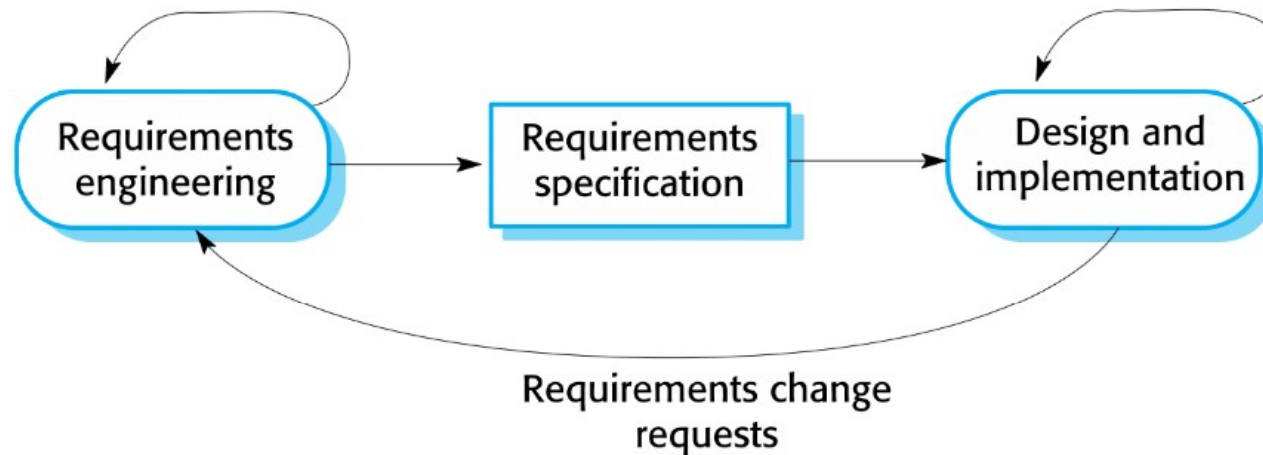 Requirements
engineering
Requirements
specification
Design and
implementation
Requirements change
requests